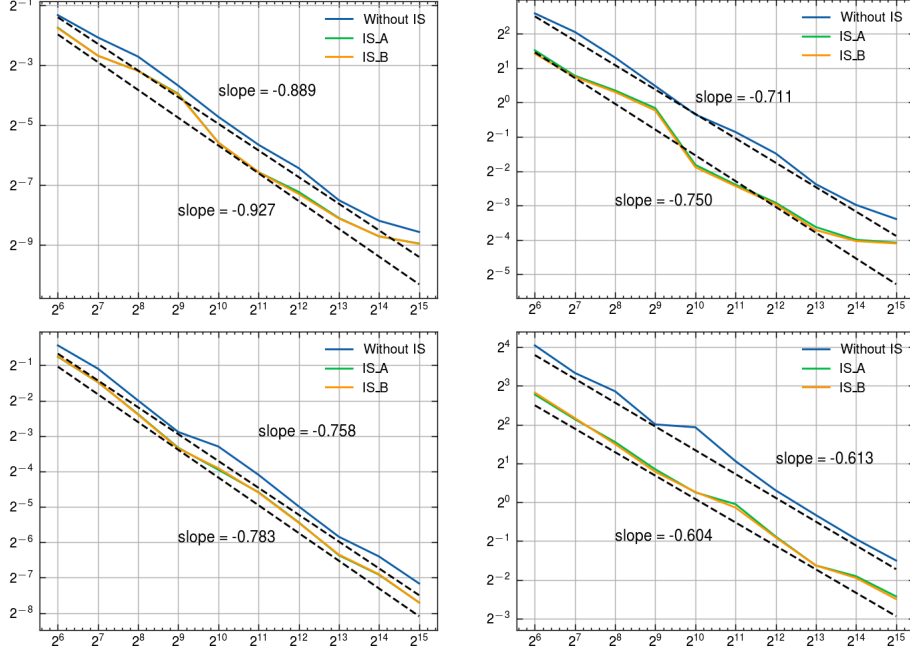 2^-1
2^-3
2^-5
2^-7
2^-9
Without IS
IS_A
IS_B
slope = -0.889
slope = -0.927
2^6 2^7 2^8 2^9 2^10 2^11 2^12 2^13 2^14 2^15
2^2
2^1
2^0
2^-1
2^-2
2^-3
2^-4
2^-5
Without IS
IS_A
IS_B
slope = -0.711
slope = -0.750
2^6 2^7 2^8 2^9 2^10 2^11 2^12 2^13 2^14 2^15
2^-1
2^-2
2^-3
2^-4
2^-5
2^-6
2^-7
2^-8
Without IS
IS_A
IS_B
slope = -0.758
slope = -0.783
2^6 2^7 2^8 2^9 2^10 2^11 2^12 2^13 2^14 2^15
2^4
2^3
2^2
2^1
2^0
2^-1
2^-2
2^-3
Without IS
IS_A
IS_B
slope = -0.613
slope = -0.604
2^6 2^7 2^8 2^9 2^10 2^11 2^12 2^13 2^14 2^15